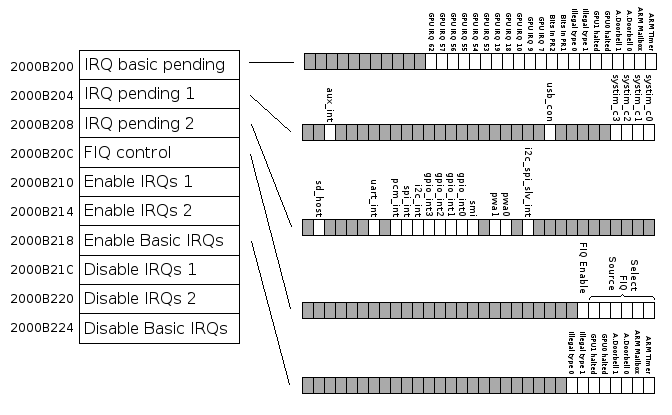 2000B200 IRQ basic pending
2000B204 IRQ pending 1
2000B208 IRQ pending 2
2000B20C FIQ control
2000B210 Enable IRQs 1
2000B214 Enable IRQs 2
2000B218 Enable Basic IRQs
2000B21C Disable IRQs 1
2000B220 Disable IRQs 2
2000B224 Disable Basic IRQs
GPU IRQ 62
GPU IRQ 57
GPU IRQ 56
GPU IRQ 55
GPU IRQ 54
GPU IRQ 53
GPU IRQ 19
GPU IRQ 18
GPU IRQ 10
GPU IRQ 9
GPU IRQ 7
Bits in PR2
Bits in PR1
Illegal type 0
Illegal type 1
GPU1 halted
GPU0 halted
A.Doorbell 1
A.Doorbell 0
ARM Mailbox
ARM Timer
aux_int
usb_con
systim_c3
systim_c2
systim_c1
systim_c0
sd_host
uart_int
pcm_int
spi_int
i2c_int
gpio_int3
gpio_int2
gpio_int1
gpio_int0
smi
pwa1
pwa0
i2c_spi_slv_int
FIQ Enable
Select
FIQ
Source
Illegal type 0
Illegal type 1
GPU1 halted
GPU0 halted
A.Doorbell 1
A.Doorbell 0
ARM Mailbox
ARM Timer